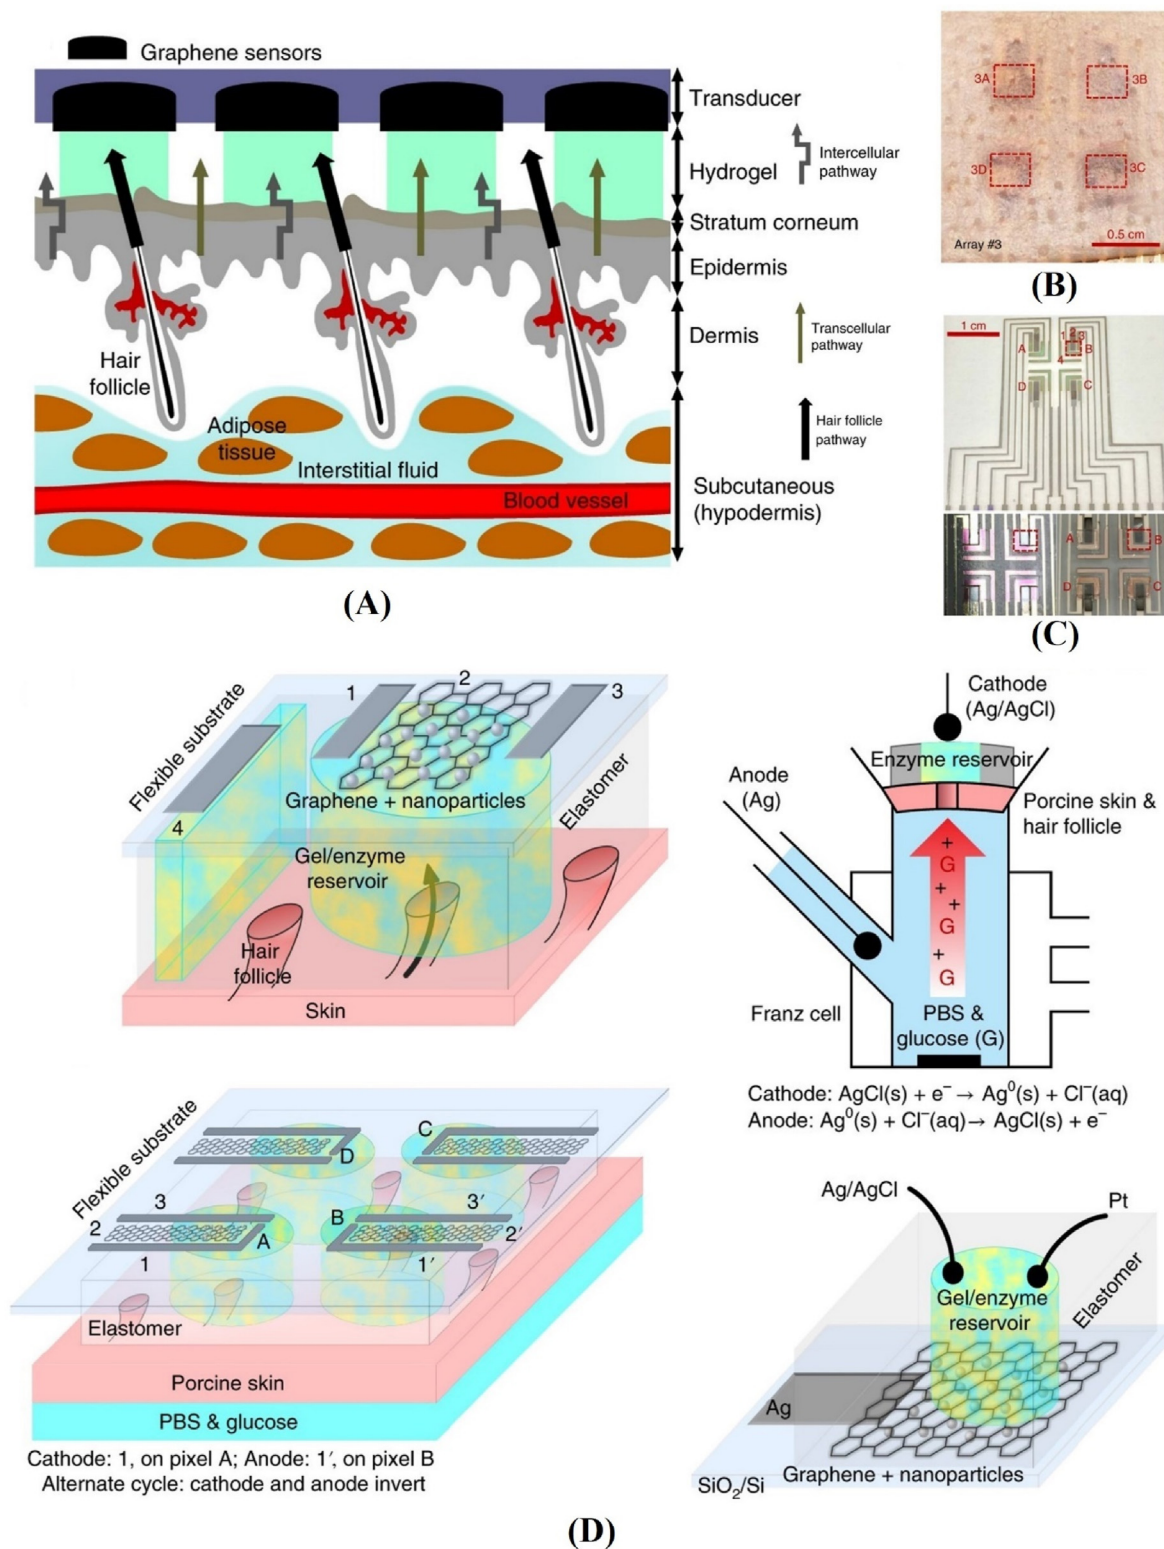 Graphene sensors
Transducer
Hydrogel
Intercellular
pathway
Stratum corneum
Epidermis
Dermis
Transcellular
pathway
Hair
follicle
Hair follicle
pathway
Adipose
tissue
Interstitial fluid
Blood vessel
Subcutaneous
(hypodermis)
(A)
3A
3B
3D
3C
0.5 cm
Array #3
(B)
1 cm
1 2 3
A
B
4
D
C
A
B
D
C
(C)
1
2
3
Flexible substrate
Graphene + nanoparticles
Elastomer
4
Gel/enzyme
reservoir
Hair
follicle
Skin
Cathode
(Ag/AgCl)
Enzyme reservoir
Anode
(Ag)
Porcine skin &
hair follicle
+
G
+
+
G
+
G
Franz cell
PBS &
glucose (G)
Cathode: AgCl(s) + e⁻ → Ag⁰(s) + Cl⁻(aq)
Anode: Ag⁰(s) + Cl⁻(aq) → AgCl(s) + e⁻
Flexible substrate
C
D
3
3′
2
B
2′
A
1
1′
Elastomer
Porcine skin
PBS & glucose
Cathode: 1, on pixel A; Anode: 1′, on pixel B
Alternate cycle: cathode and anode invert
Ag/AgCl
Pt
Gel/enzyme
reservoir
Elastomer
Ag
Graphene + nanoparticles
SiO₂/Si
(D)